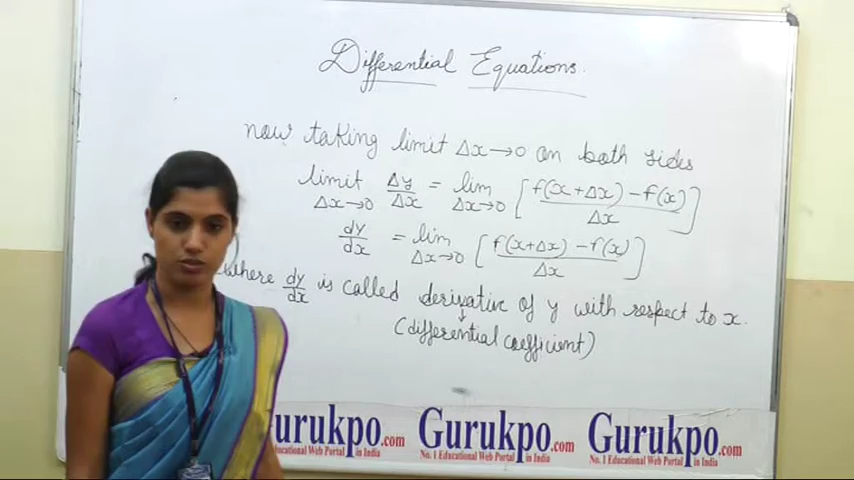 Differential Equations.
now taking limit Δx→0 on both sides
limit Δx→0 Δy/Δx = lim Δx→0 [f(x+Δx)-f(x)/Δx]
dy/dx = lim Δx→0 [f(x+Δx)-f(x)/Δx]
where dy/dx is called derivative of y with respect to x.
↓
(differential coefficient)
Gurukpo.com Gurukpo.com Gurukpo.com
ducational Web Portal in India No. 1 Educational Web Portal in India No. 1 Educational Web Portal in India